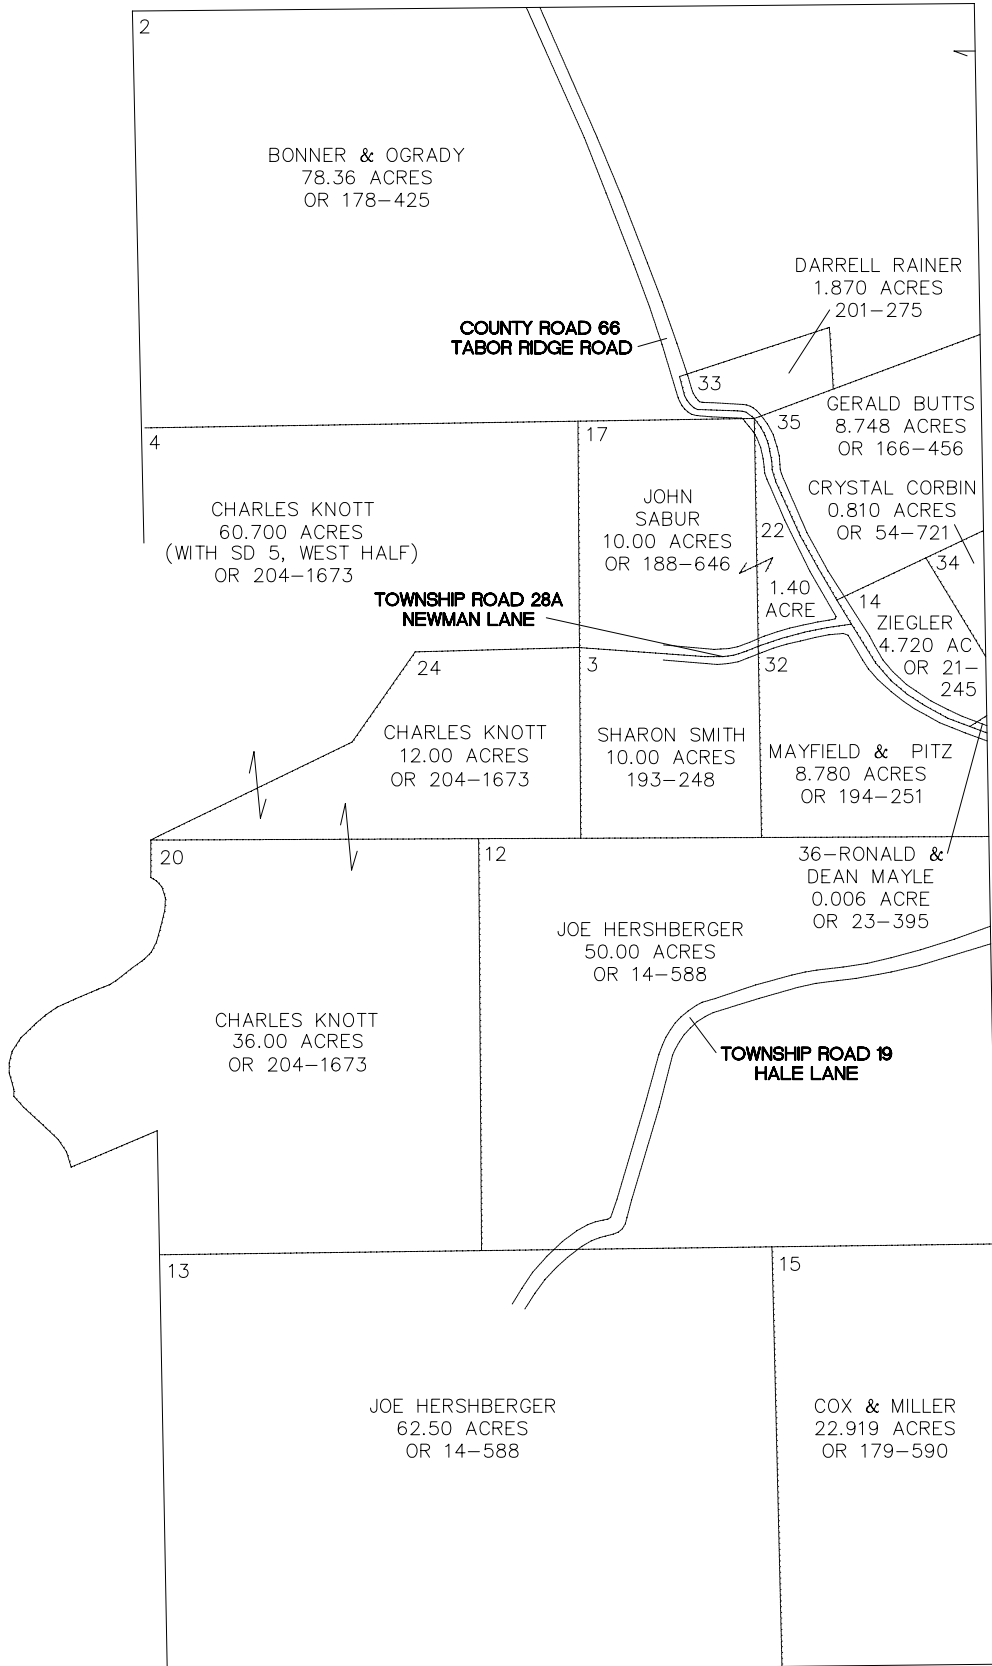 2
BONNER & OGRADY
78.36 ACRES
OR 178-425
DARRELL RAINER
1.870 ACRES
201-275
COUNTY ROAD 66
TABOR RIDGE ROAD
33
35
GERALD BUTTS
8.748 ACRES
OR 166-456
4
17
CHARLES KNOTT
60.700 ACRES
(WITH SD 5, WEST HALF)
OR 204-1673
JOHN
SABUR
10.00 ACRES
OR 188-646
CRYSTAL CORBIN
0.810 ACRES
OR 54-721
22
1.40
ACRE
34
14
ZIEGLER
4.720 AC
OR 21-
245
TOWNSHIP ROAD 28A
NEWMAN LANE
24
3
32
CHARLES KNOTT
12.00 ACRES
OR 204-1673
SHARON SMITH
10.00 ACRES
193-248
MAYFIELD & PITZ
8.780 ACRES
OR 194-251
20
12
36-RONALD &
DEAN MAYLE
0.006 ACRE
OR 23-395
JOE HERSHBERGER
50.00 ACRES
OR 14-588
CHARLES KNOTT
36.00 ACRES
OR 204-1673
TOWNSHIP ROAD 19
HALE LANE
13
15
JOE HERSHBERGER
62.50 ACRES
OR 14-588
COX & MILLER
22.919 ACRES
OR 179-590